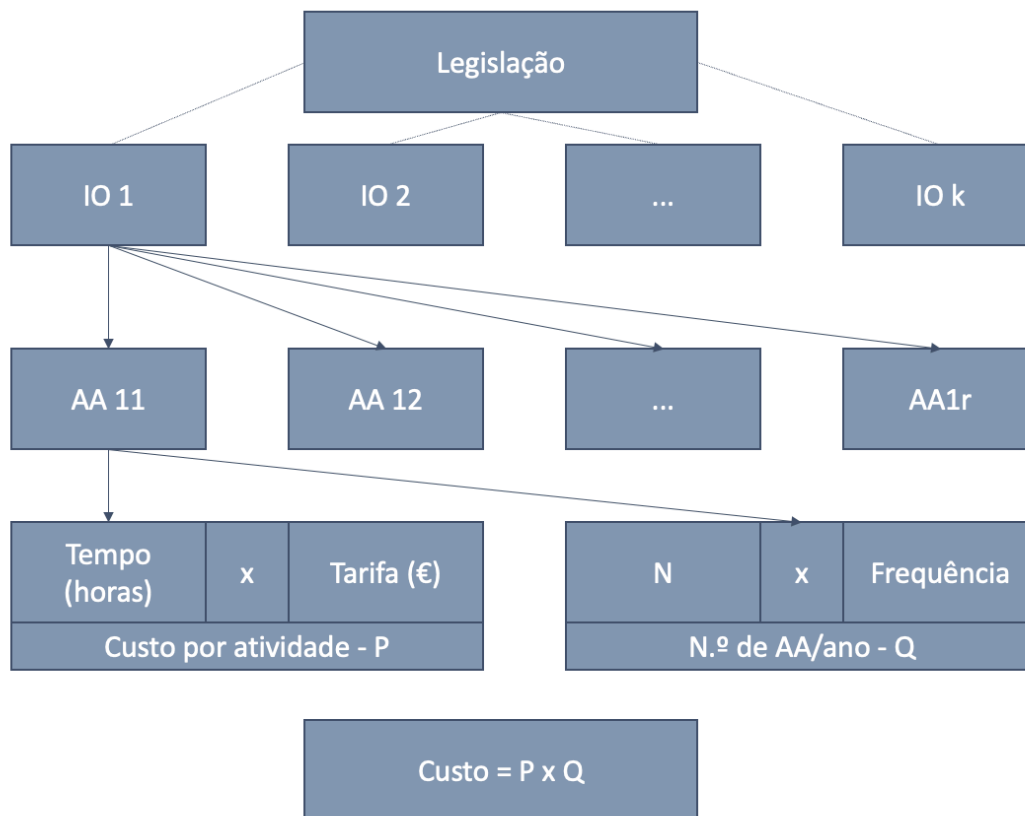 Legislação
IO 1
IO 2
...
IO k
AA 11
AA 12
...
AA1r
Tempo
(horas)
x
Tarifa (€)
N
x
Frequência
Custo por atividade - P
N.º de AA/ano - Q
Custo = P x Q